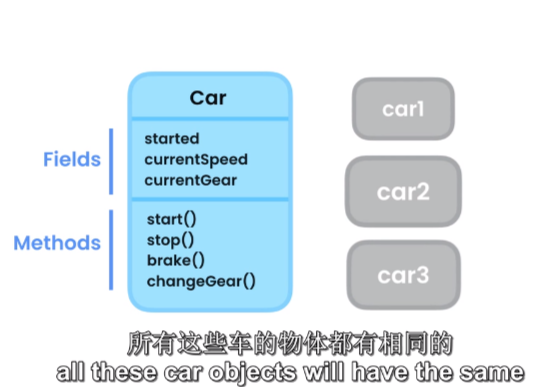 Car
Fields
started
currentSpeed
currentGear
Methods
start()
stop()
brake()
changeGear()
car1
car2
car3
所有这些车的物体都有相同的
all these car objects will have the same